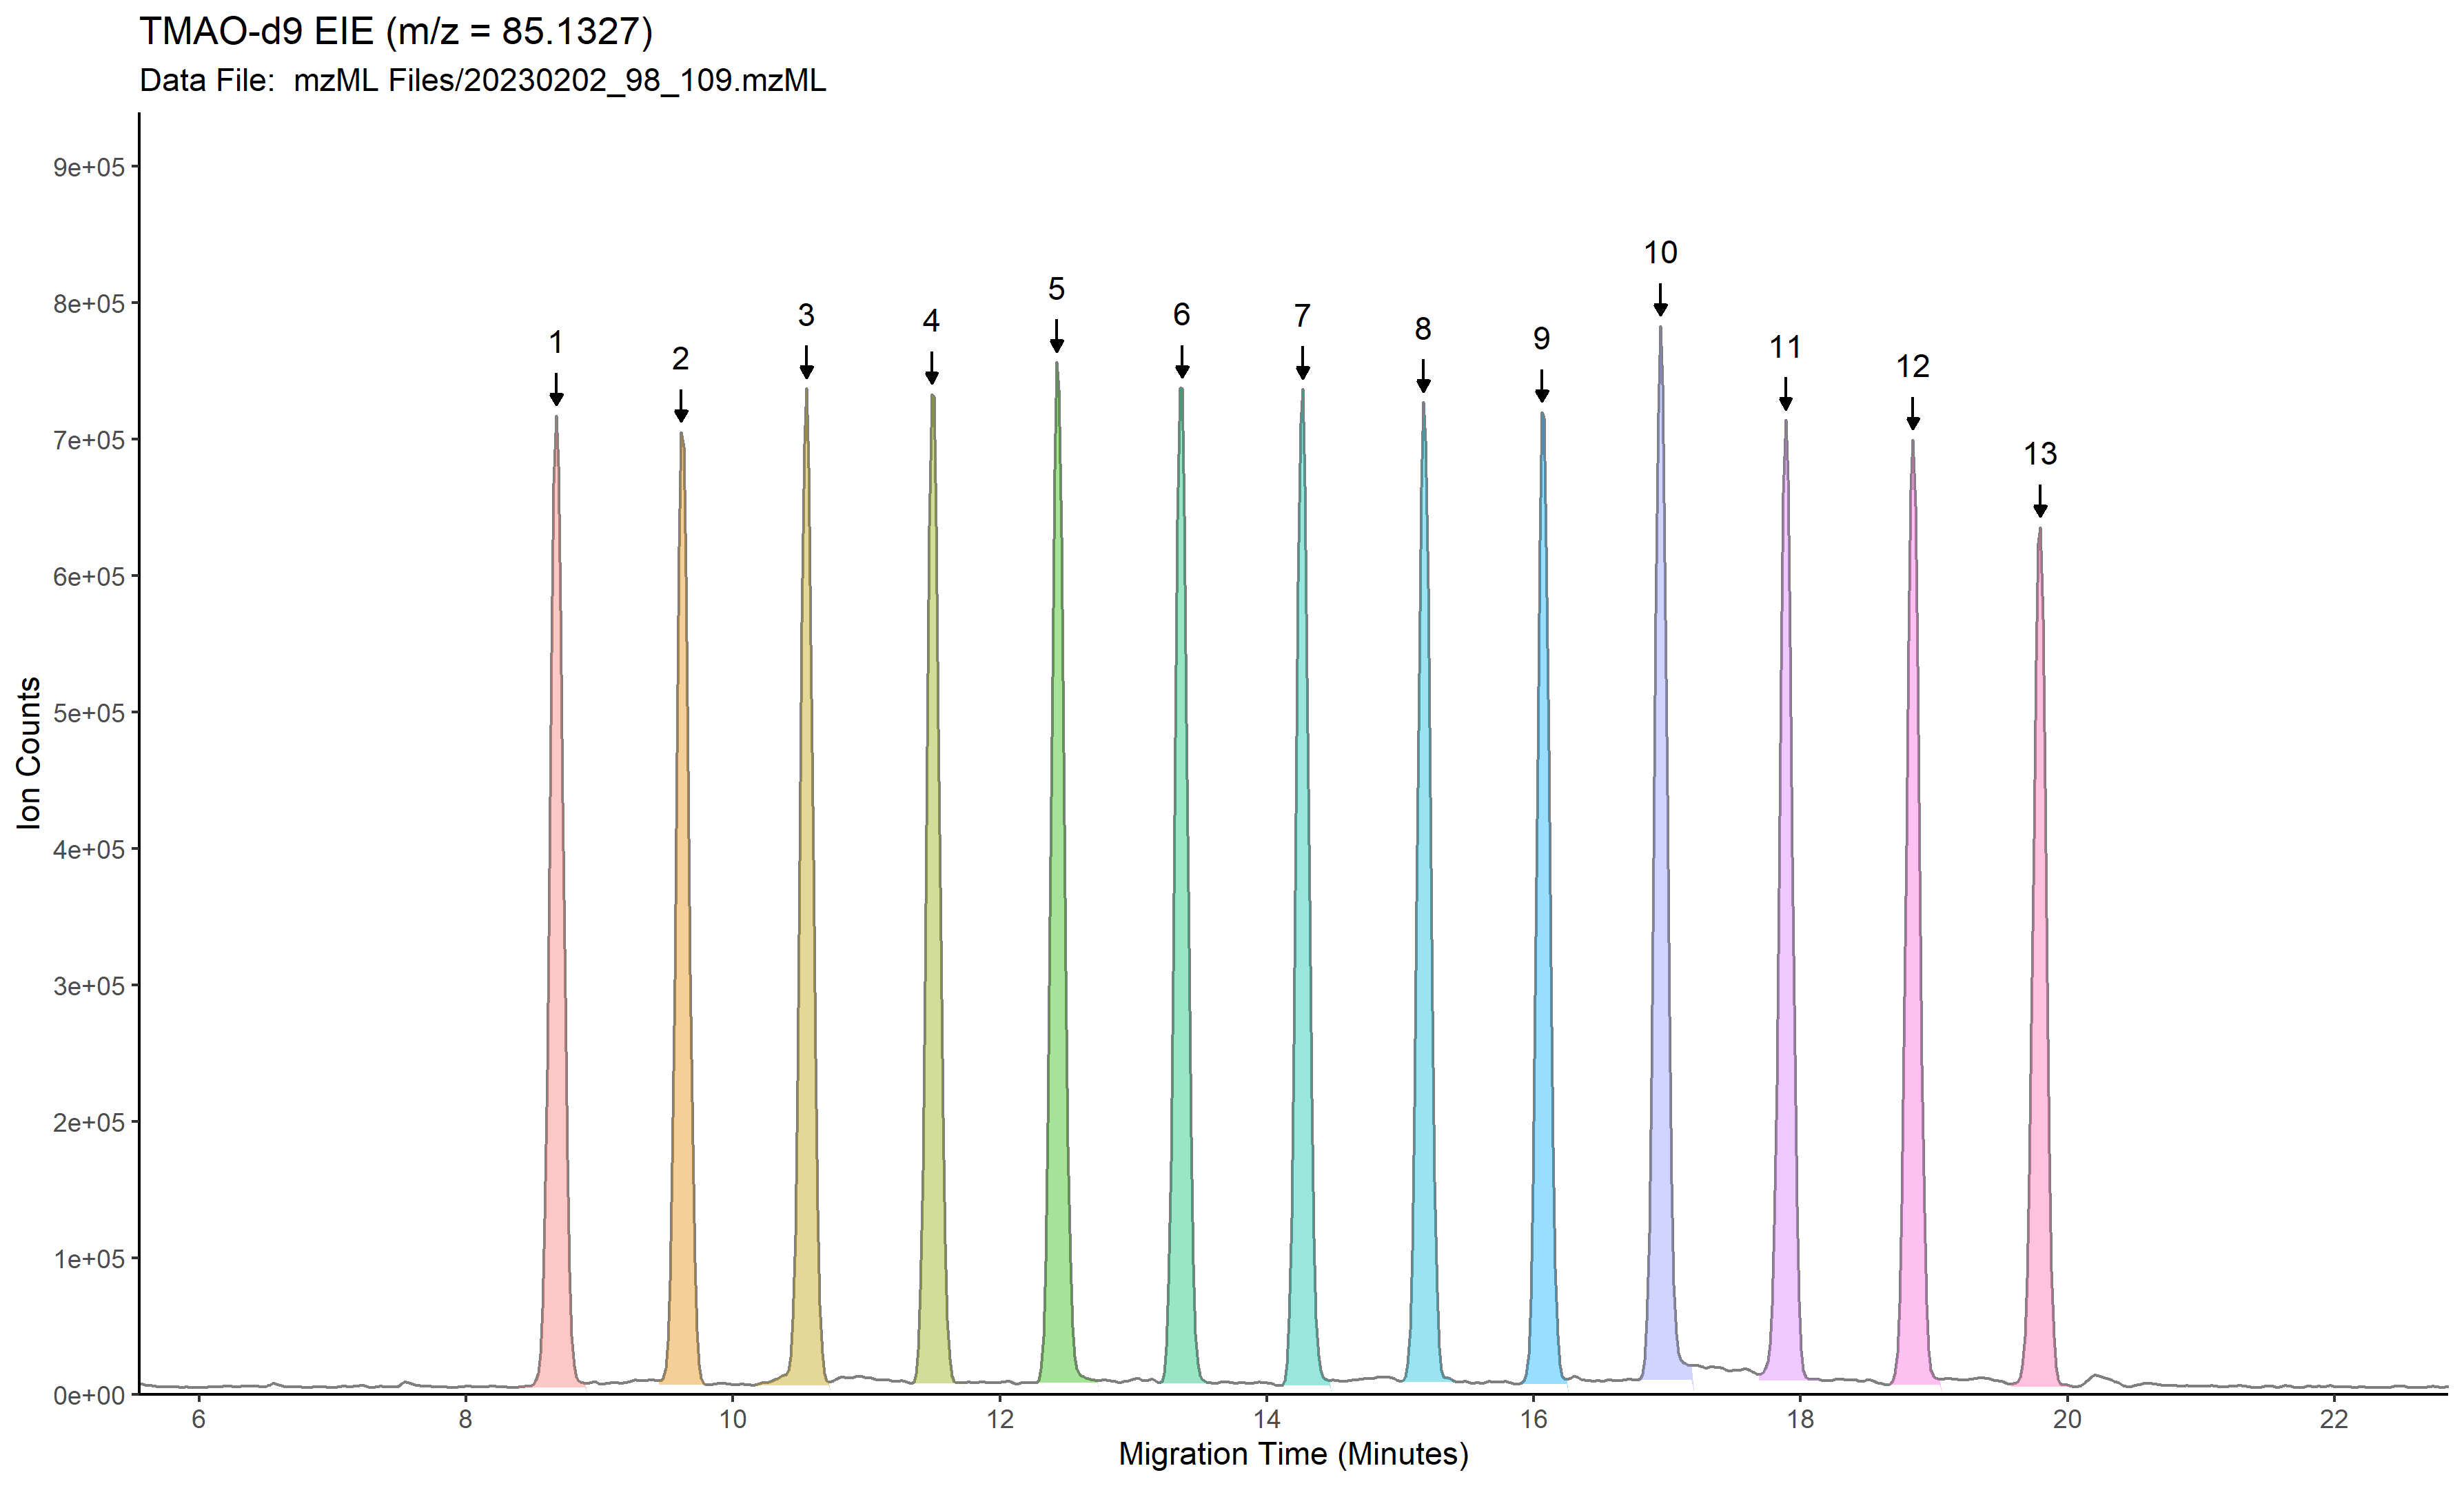 TMAO-d9 EIE (m/z = 85.1327)
Data File:  mzML Files/20230202_98_109.mzML
9e+05
8e+05
7e+05
6e+05
5e+05
4e+05
3e+05
2e+05
1e+05
0e+00
Ion Counts
1
2
3
4
5
6
7
8
9
10
11
12
13
6 8 10 12 14 16 18 20 22
Migration Time (Minutes)